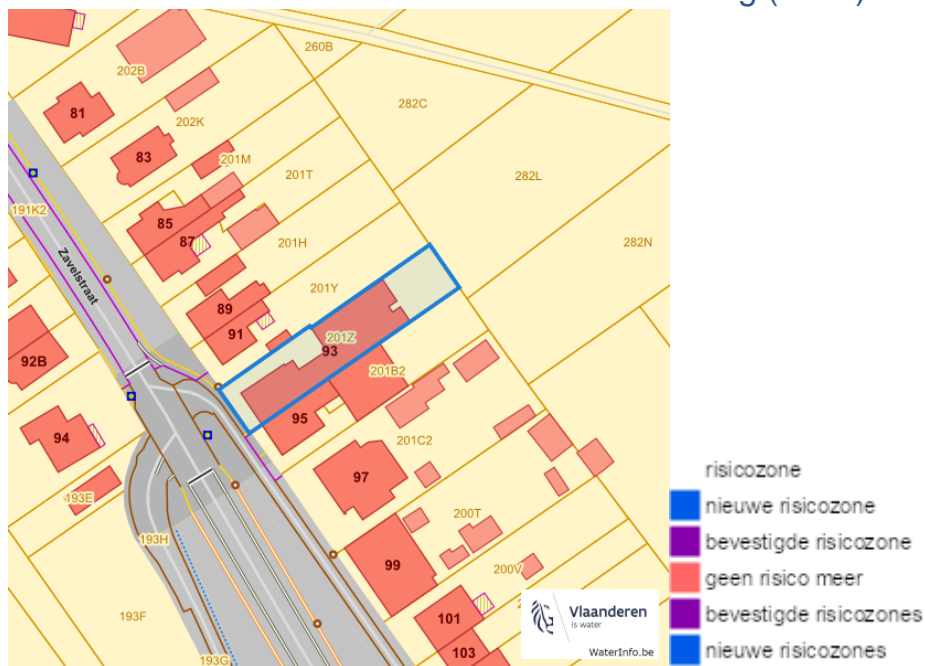 260B
202B
282C
81
202K
83
201M
282L
201T
85
191K2
87
201H
282N
Zavelstraat
201Y
89
91
201Z
93
92B
201B2
95
94
201C2
97
193E
200T
193H
99
200V
193F
101
103
193G
Vlaanderen
is water
WaterInfo.be
risicozone
nieuwe risicozone
bevestigde risicozone
geen risico meer
bevestigde risicozones
nieuwe risicozones